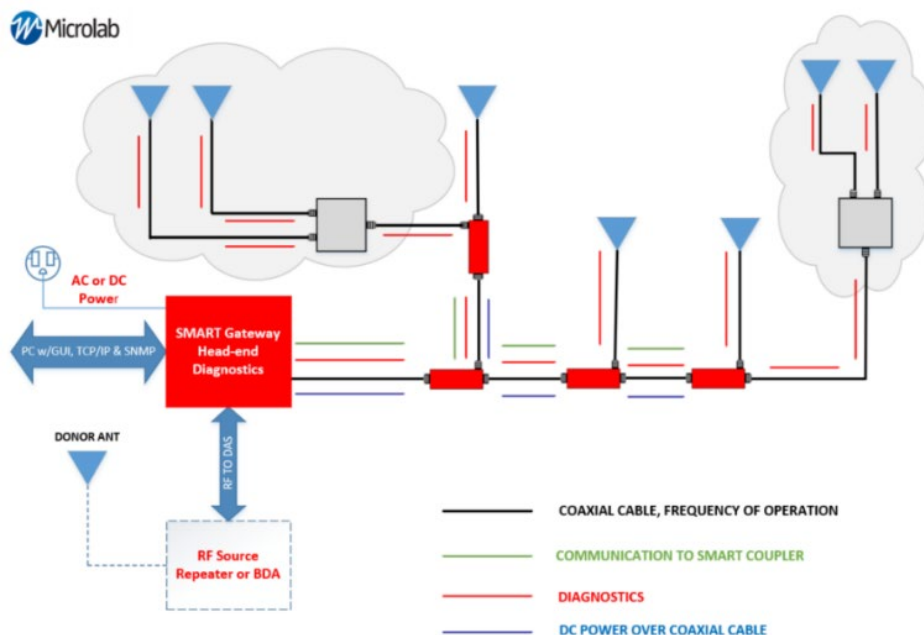 Microlab
AC or DC
Power
SMART Gateway
Head-end
Diagnostics
PC w/GUI, TCP/IP & SNMP
DONOR ANT
RF TO DAS
RF Source
Repeater or BDA
COAXIAL CABLE, FREQUENCY OF OPERATION
COMMUNICATION TO SMART COUPLER
DIAGNOSTICS
DC POWER OVER COAXIAL CABLE